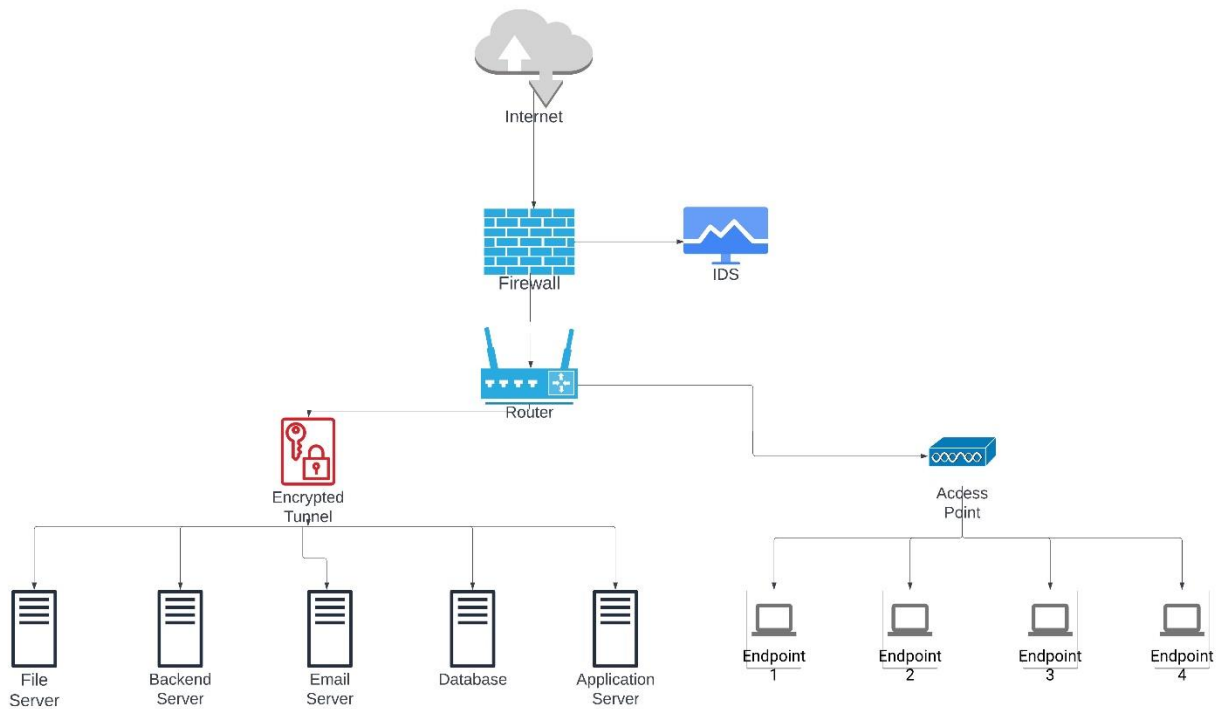 Internet
IDS
Firewall
Router
Encrypted
Tunnel
Access
Point
File
Server
Backend
Server
Email
Server
Database
Application
Server
Endpoint
1
Endpoint
2
Endpoint
3
Endpoint
4